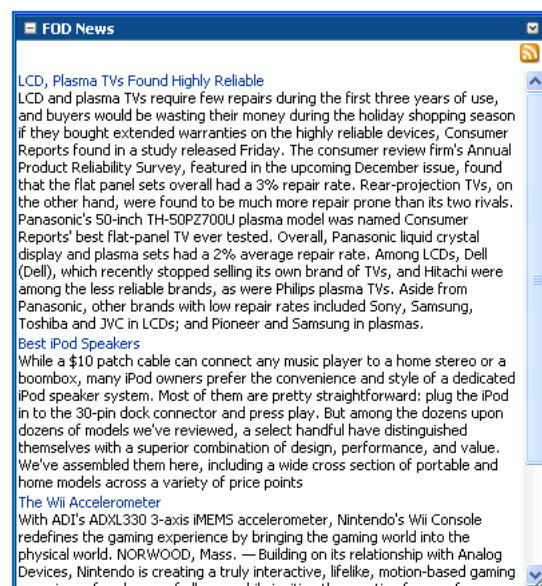 FOD News
LCD, Plasma TVs Found Highly Reliable
LCD and plasma TVs require few repairs during the first three years of use,
and buyers would be wasting their money during the holiday shopping season
if they bought extended warranties on the highly reliable devices, Consumer
Reports found in a study released Friday. The consumer review firm's Annual
Product Reliability Survey, featured in the upcoming December issue, found
that the flat panel sets overall had a 3% repair rate. Rear-projection TVs, on
the other hand, were found to be much more repair prone than its two rivals.
Panasonic's 50-inch TH-50PZ700U plasma model was named Consumer
Reports' best flat-panel TV ever tested. Overall, Panasonic liquid crystal
display and plasma sets had a 2% average repair rate. Among LCDs, Dell
(Dell), which recently stopped selling its own brand of TVs, and Hitachi were
among the less reliable brands, as were Philips plasma TVs. Aside from
Panasonic, other brands with low repair rates included Sony, Samsung,
Toshiba and JVC in LCDs; and Pioneer and Samsung in plasmas.
Best iPod Speakers
While a $10 patch cable can connect any music player to a home stereo or a
boombox, many iPod owners prefer the convenience and style of a dedicated
iPod speaker system. Most of them are pretty straightforward: plug the iPod
in to the 30-pin dock connector and press play. But among the dozens upon
dozens of models we've reviewed, a select handful have distinguished
themselves with a superior combination of design, performance, and value.
We've assembled them here, including a wide cross section of portable and
home models across a variety of price points
The Wii Accelerometer
With ADI's ADXL330 3-axis iMEMS accelerometer, Nintendo's Wii Console
redefines the gaming experience by bringing the gaming world into the
physical world. NORWOOD, Mass. — Building on its relationship with Analog
Devices, Nintendo is creating a truly interactive, lifelike, motion-based gaming